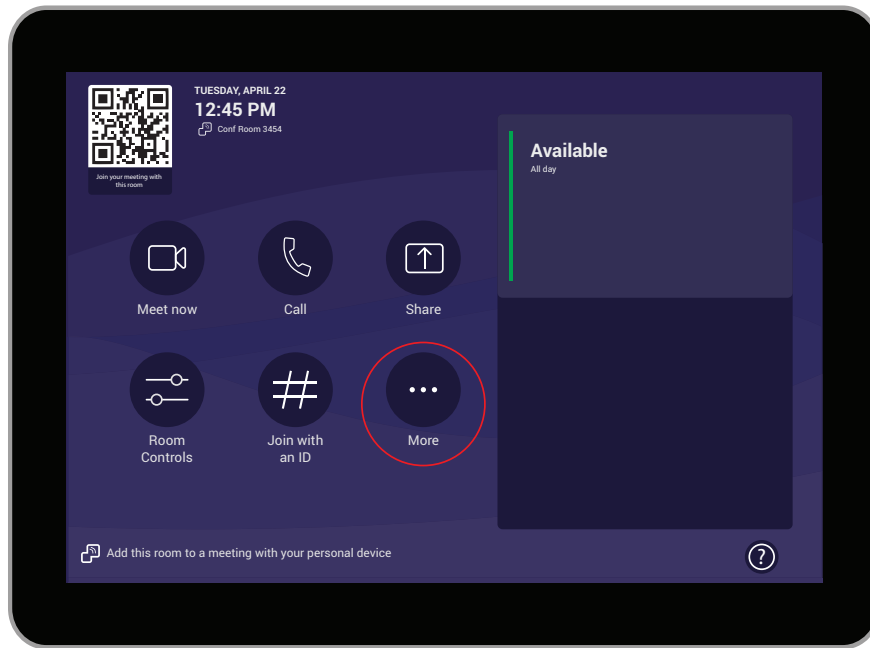 TUESDAY, APRIL 22
12:45 PM
Conf Room 3454
Join your meeting with
this room
Available
All day
Meet now
Call
Share
Room
Controls
Join with
an ID
More
Add this room to a meeting with your personal device
?